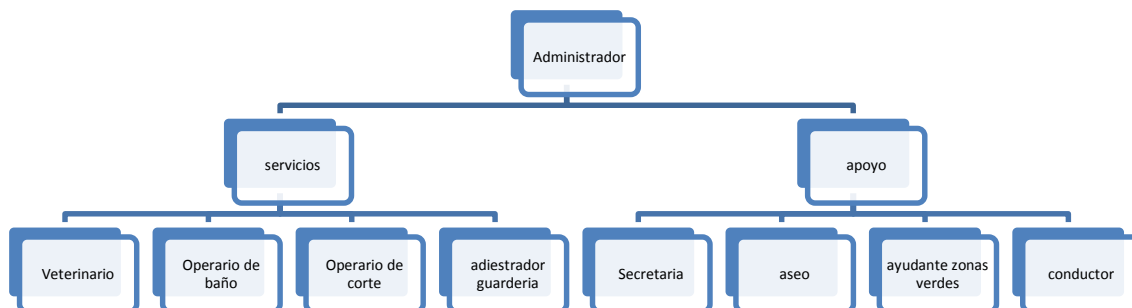 Administrador
servicios
apoyo
Veterinario
Operario de
baño
Operario de
corte
adiestrador
guarderia
Secretaria
aseo
ayudante zonas
verdes
conductor